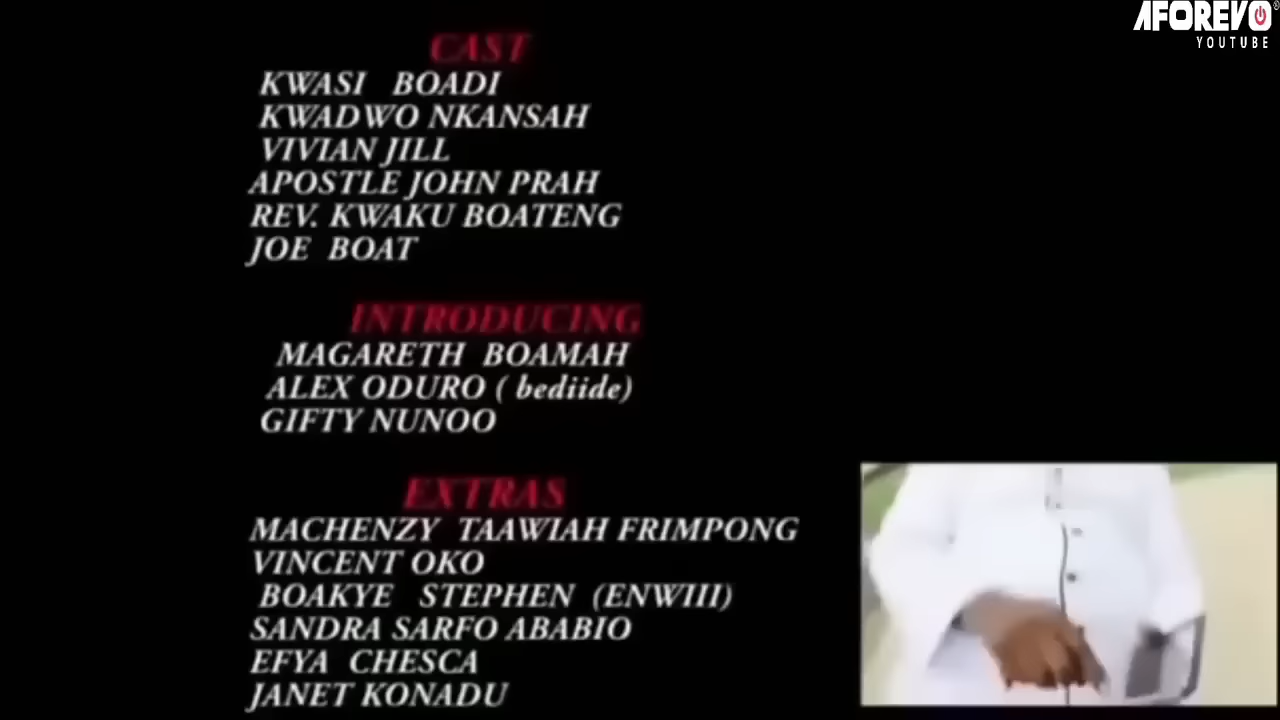 AFOREVO
YOUTUBE
CAST
KWASI BOADI
KWADWO NKANSAH
VIVIAN JILL
APOSTLE JOHN PRAH
REV. KWAKU BOATENG
JOE BOAT
INTRODUCING
MAGARETH BOAMAH
ALEX ODURO ( bediide)
GIFTY NUNOO
EXTRAS
MACHENZY TAAWIAH FRIMPONG
VINCENT OKO
BOAKYE STEPHEN (ENWIII)
SANDRA SARFO ABABIO
EFYA CHESCA
JANET KONADU